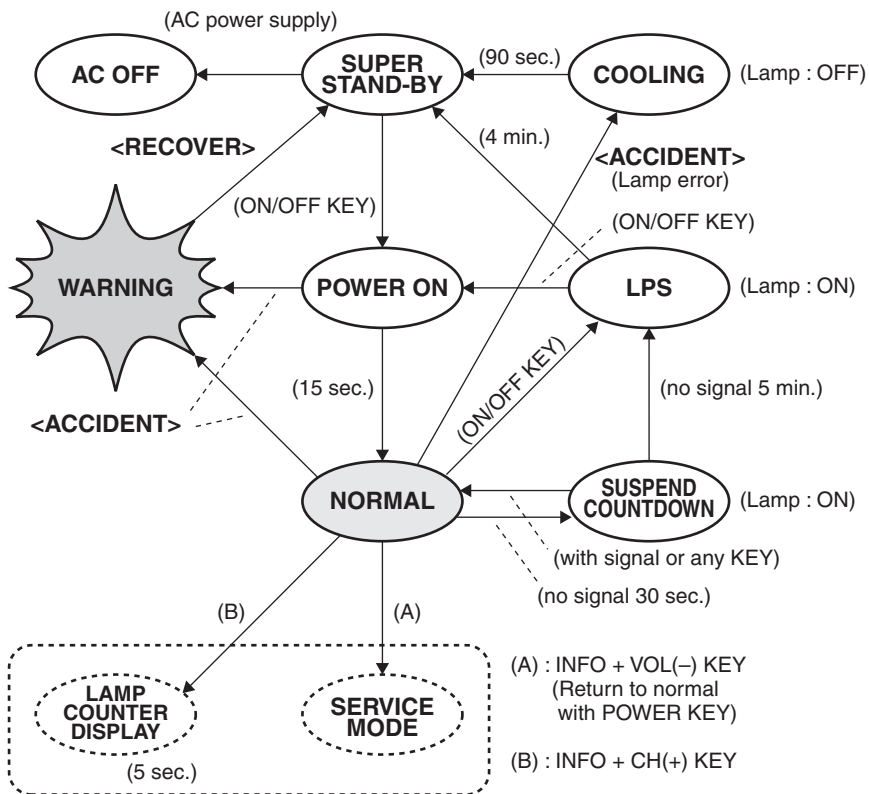 (AC power supply)
AC OFF
SUPER
STAND-BY
(90 sec.)
COOLING
(Lamp : OFF)
<RECOVER>
(4 min.)
<ACCIDENT>
(Lamp error)
(ON/OFF KEY)
(ON/OFF KEY)
WARNING
POWER ON
LPS
(Lamp : ON)
(15 sec.)
(ON/OFF KEY)
(no signal 5 min.)
<ACCIDENT>
NORMAL
SUSPEND
COUNTDOWN
(Lamp : ON)
(with signal or any KEY)
(no signal 30 sec.)
(B)
(A)
LAMP
COUNTER
DISPLAY
(5 sec.)
SERVICE
MODE
(A) : INFO + VOL(–) KEY
(Return to normal
with POWER KEY)
(B) : INFO + CH(+) KEY